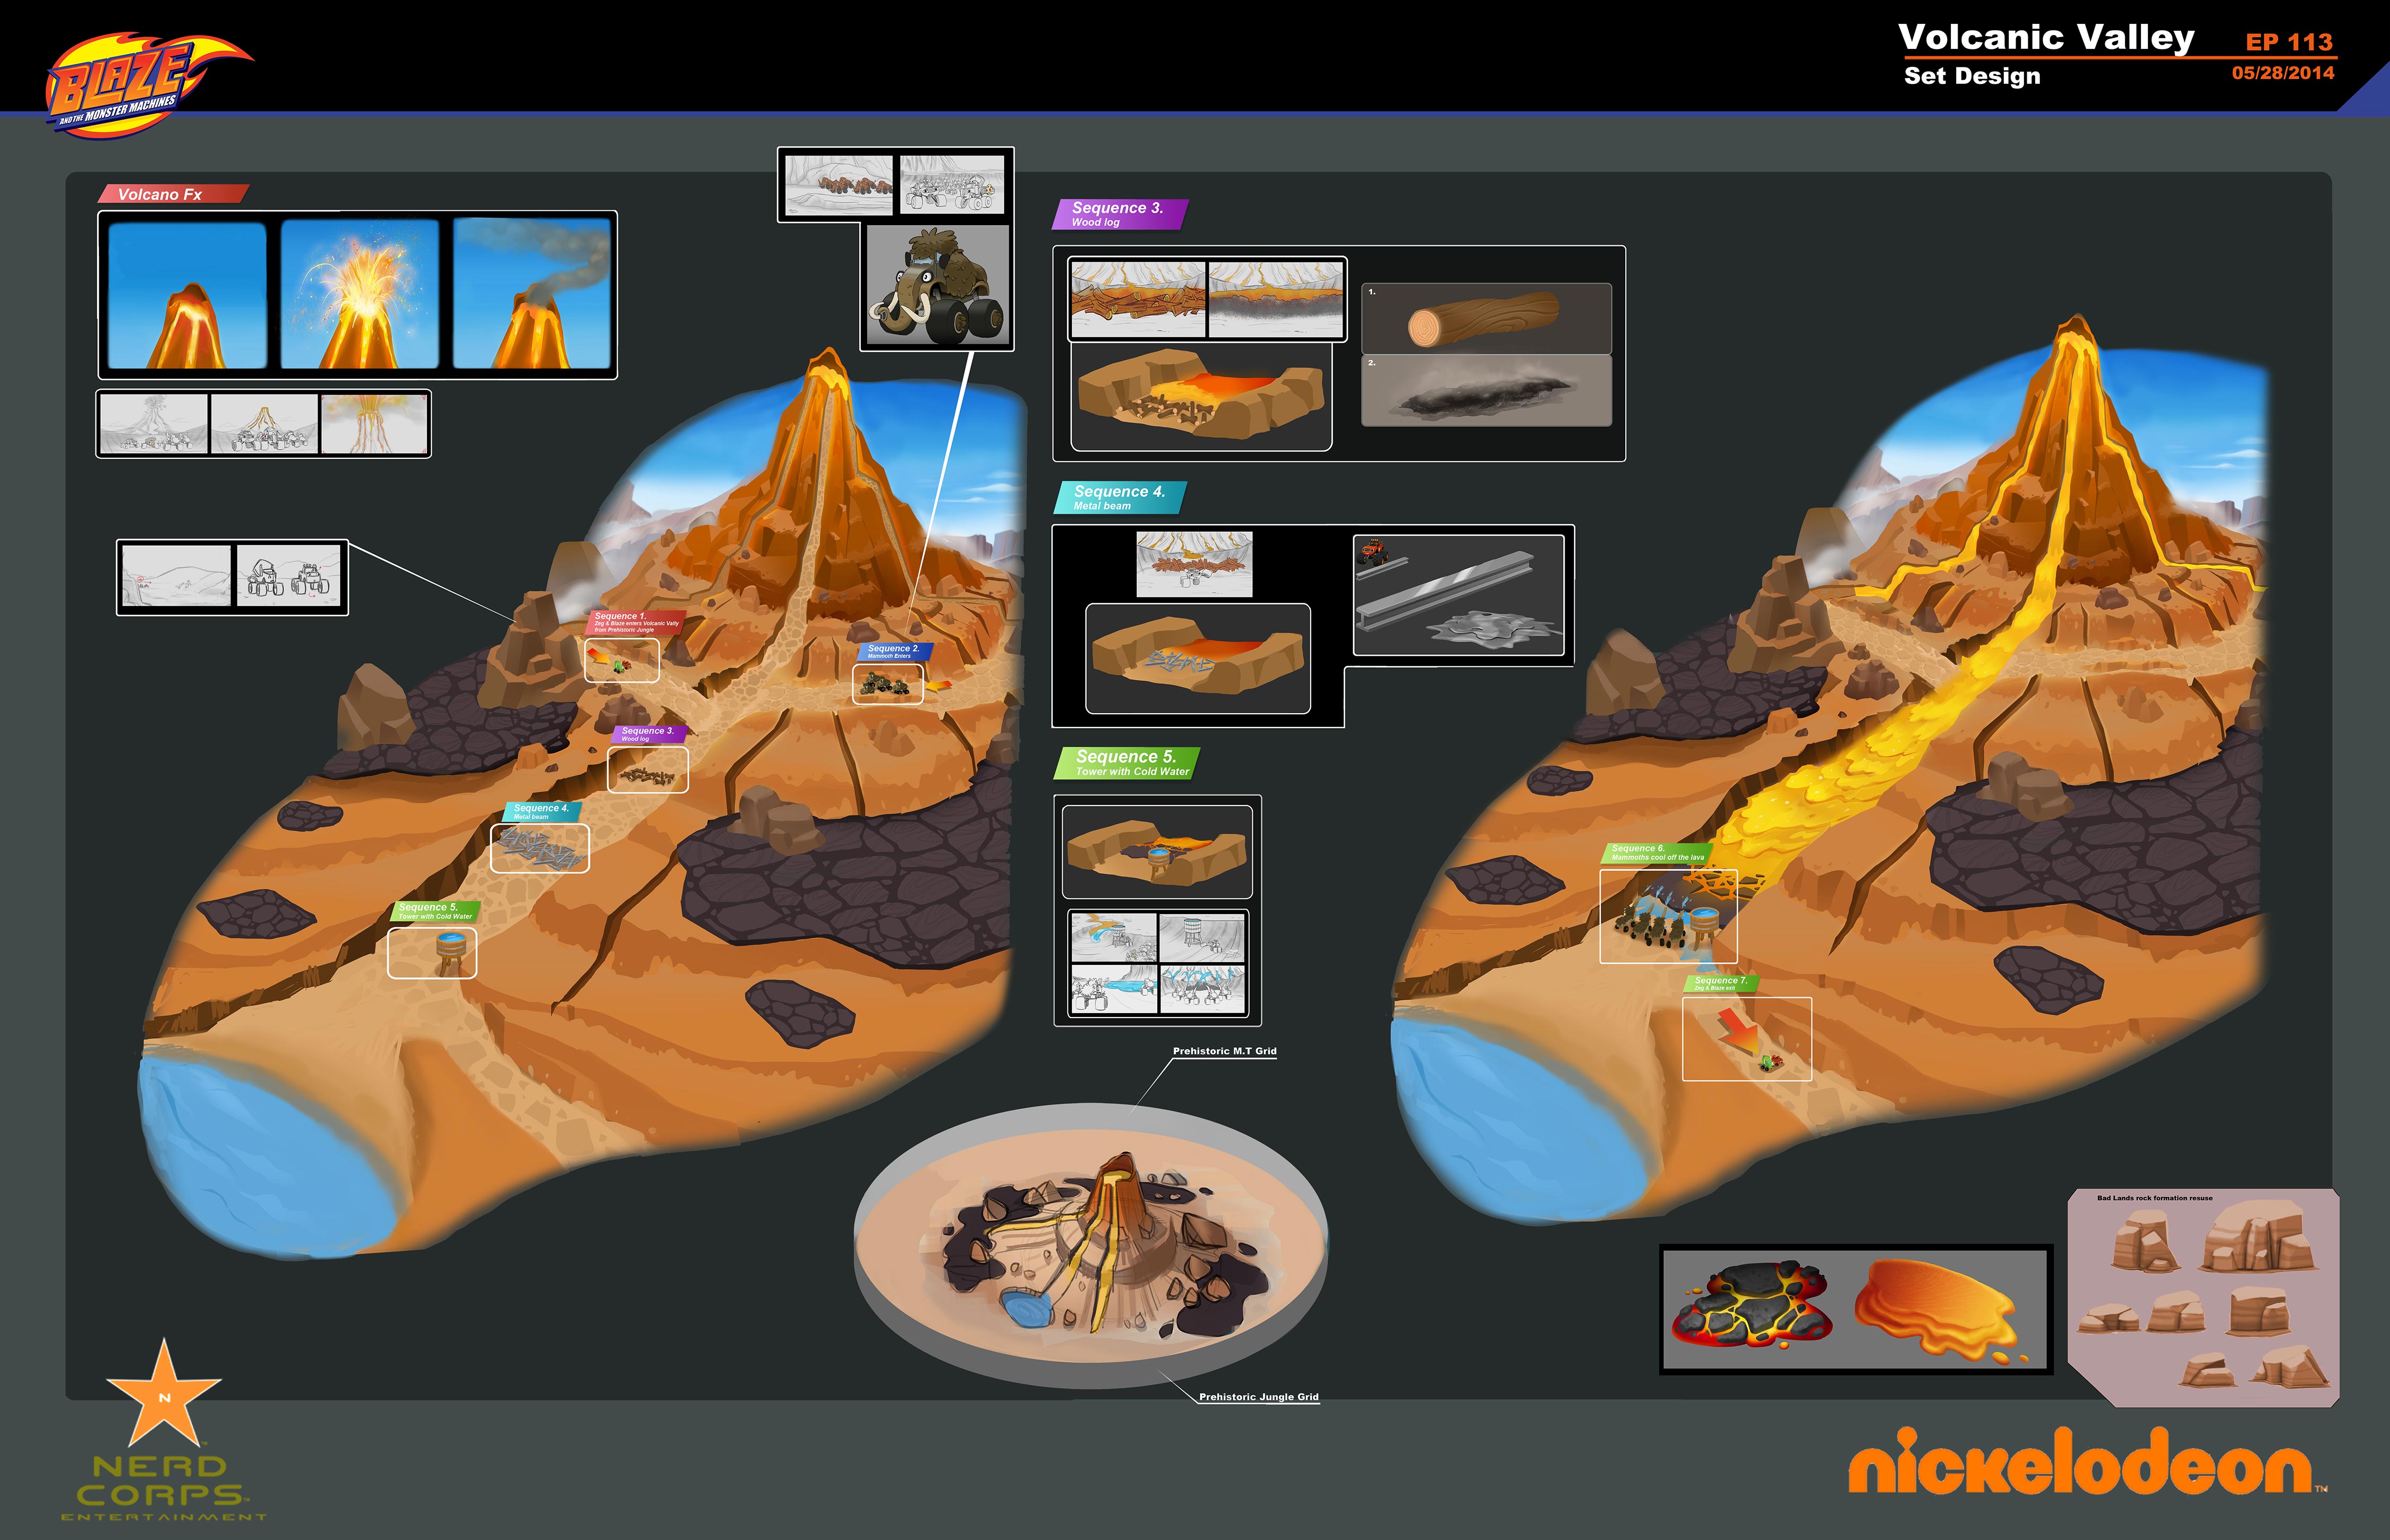 BLAZE
AND THE MONSTER MACHINES
Volcanic Valley
EP 113
Set Design
05/28/2014
Volcano Fx
Sequence 3.
Wood log
1.
2.
Sequence 4.
Metal beam
Sequence 5.
Tower with Cold Water
Sequence 1.
Zeg & Blaze enters Volcanic Vally
from Prehistoric Jungle
Sequence 2.
Mammoth Enters
Sequence 3.
Wood log
Sequence 4.
Metal beam
Sequence 5.
Tower with Cold Water
Sequence 6.
Mammoths cool off the lava
Sequence 7.
Zeg & Blaze exit
Prehistoric M.T Grid
Prehistoric Jungle Grid
Bad Lands rock formation resuse
N
NERD
CORPS™
ENTERTAINMENT
nickelodeon™